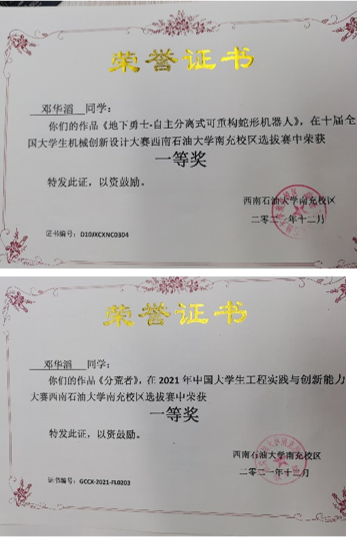 荣誉证书
邓华滔 同学：
你们的作品《地下勇士-自主分离式可重构蛇形机器人》，在十届全
国大学生机械创新设计大赛西南石油大学南充校区选拔赛中荣获
一等奖
特发此证，以资鼓励。
西南石油大学南充校区
二零二一年十二月
证书编号：D10JXCXNC0304
荣誉证书
邓华滔 同学：
你们的作品《分荒者》，在 2021 年中国大学生工程实践与创新能力
大赛西南石油大学南充校区选拔赛中荣获
一等奖
特发此证，以资鼓励。
西南石油大学南充校区
二零二一年十二月
证书编号：GCCX-2021-FL0203